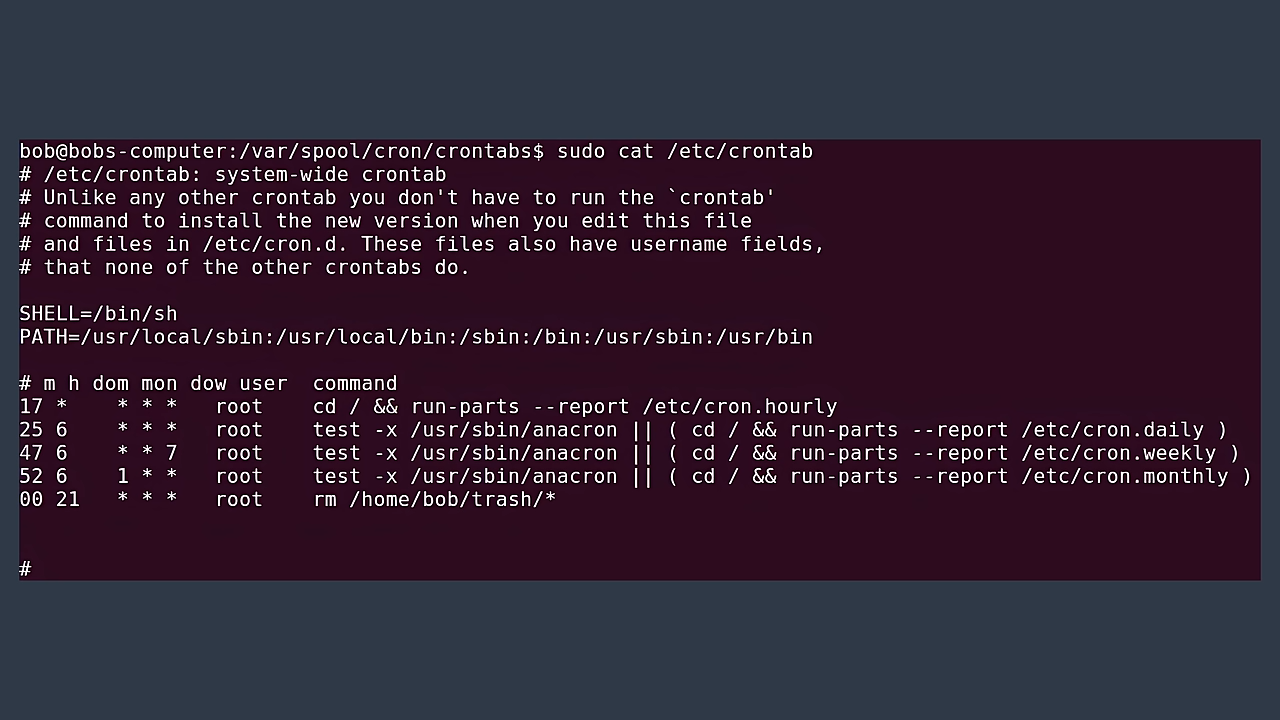 bob@bobs-computer:/var/spool/cron/crontabs$ sudo cat /etc/crontab
# /etc/crontab: system-wide crontab
# Unlike any other crontab you don't have to run the `crontab'
# command to install the new version when you edit this file
# and files in /etc/cron.d. These files also have username fields,
# that none of the other crontabs do.

SHELL=/bin/sh
PATH=/usr/local/sbin:/usr/local/bin:/sbin:/bin:/usr/sbin:/usr/bin

# m h dom mon dow user  command
17 *    * * *   root    cd / && run-parts --report /etc/cron.hourly
25 6    * * *   root    test -x /usr/sbin/anacron || ( cd / && run-parts --report /etc/cron.daily )
47 6    * * 7   root    test -x /usr/sbin/anacron || ( cd / && run-parts --report /etc/cron.weekly )
52 6    1 * *   root    test -x /usr/sbin/anacron || ( cd / && run-parts --report /etc/cron.monthly )
00 21   * * *   root    rm /home/bob/trash/*


#